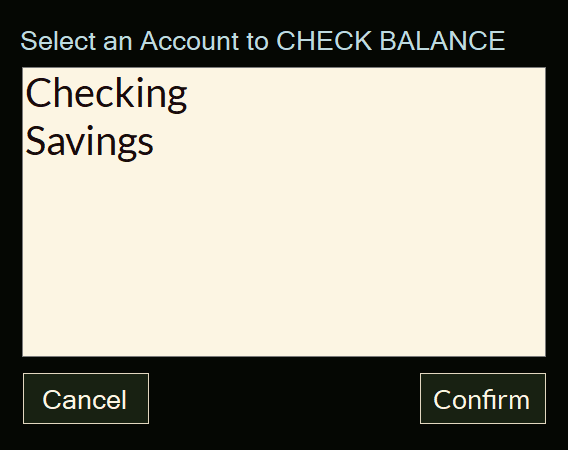 Select an Account to CHECK BALANCE
Checking
Savings
Cancel
Confirm